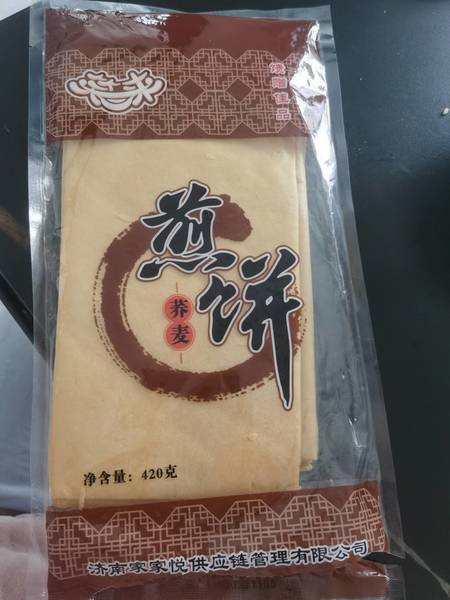 煎饼
荞麦
净含量：420克
济南家家悦供应链管理有限公司